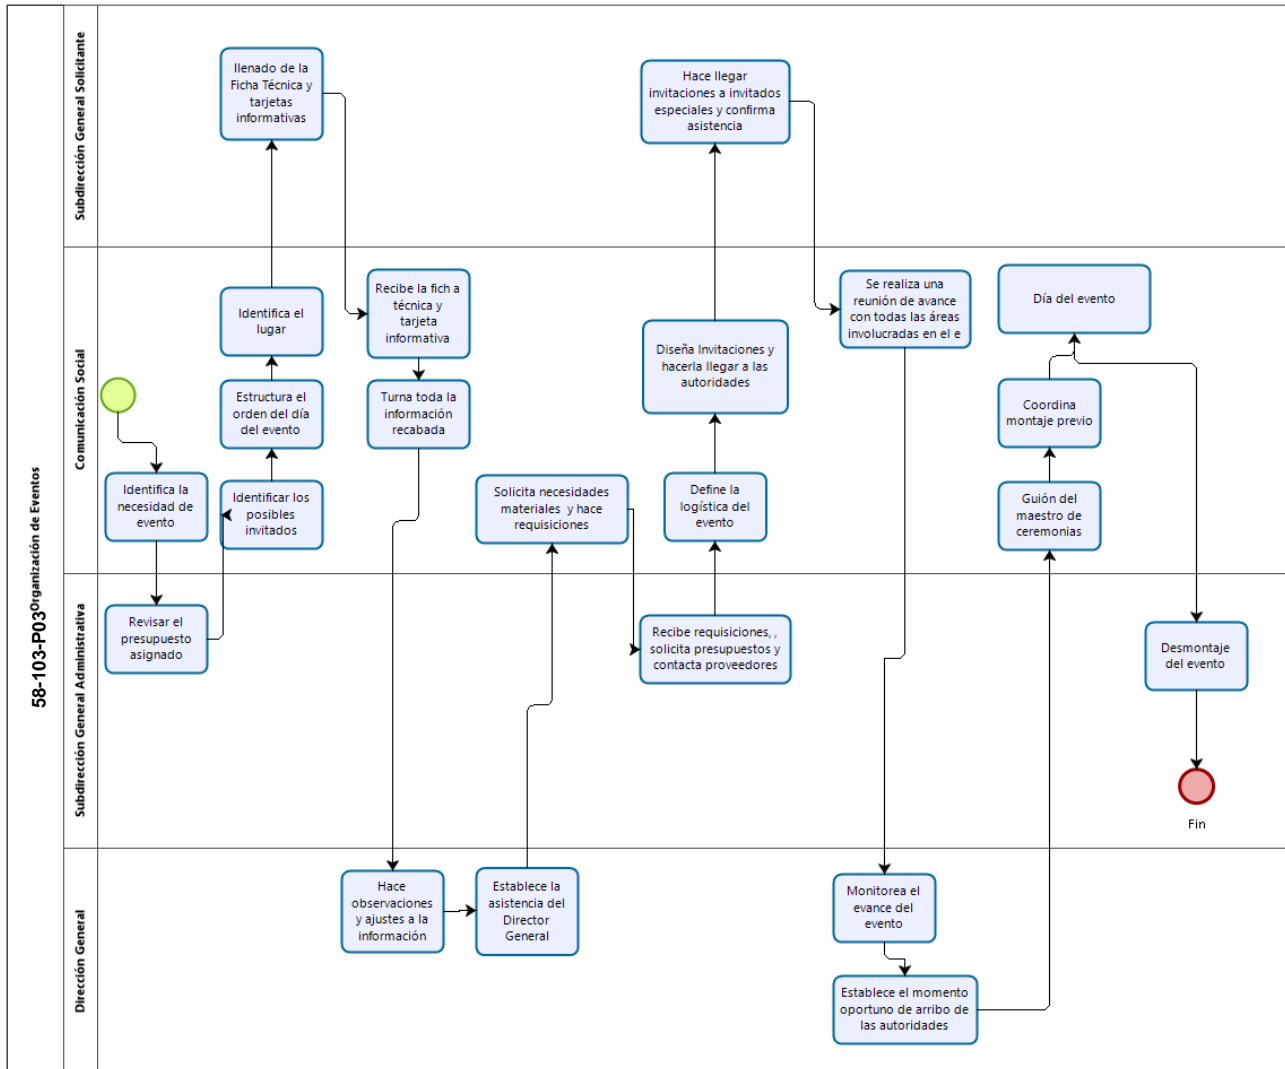 58-103-P03
Organización de Eventos
Subdirección General Solicitante
llenado de la
Ficha Técnica y
tarjetas
informativas
Hace llegar
invitaciones a invitados
especiales y confirma
asistencia
Comunicación Social
Identifica la
necesidad de
evento
Identificar los
posibles
invitados
Estructura el
orden del día
del evento
Identifica el
lugar
Recibe la fich a
técnica y
tarjeta
informativa
Turna toda la
información
recabada
Solicita necesidades
materiales y hace
requisiciones
Define la
logística del
evento
Diseña Invitaciones y
hacerla llegar a las
autoridades
Se realiza una
reunión de avance
con todas las áreas
involucradas en el e
Guión del
maestro de
ceremonias
Coordina
montaje previo
Día del evento
Subdirección General Administrativa
Revisar el
presupuesto
asignado
Recibe requisiciones, ,
solicita presupuestos y
contacta proveedores
Desmontaje
del evento
Fin
Dirección General
Hace
observaciones
y ajustes a la
información
Establece la
asistencia del
Director
General
Monitorea el
evance del
evento
Establece el momento
oportuno de arribo de
las autoridades